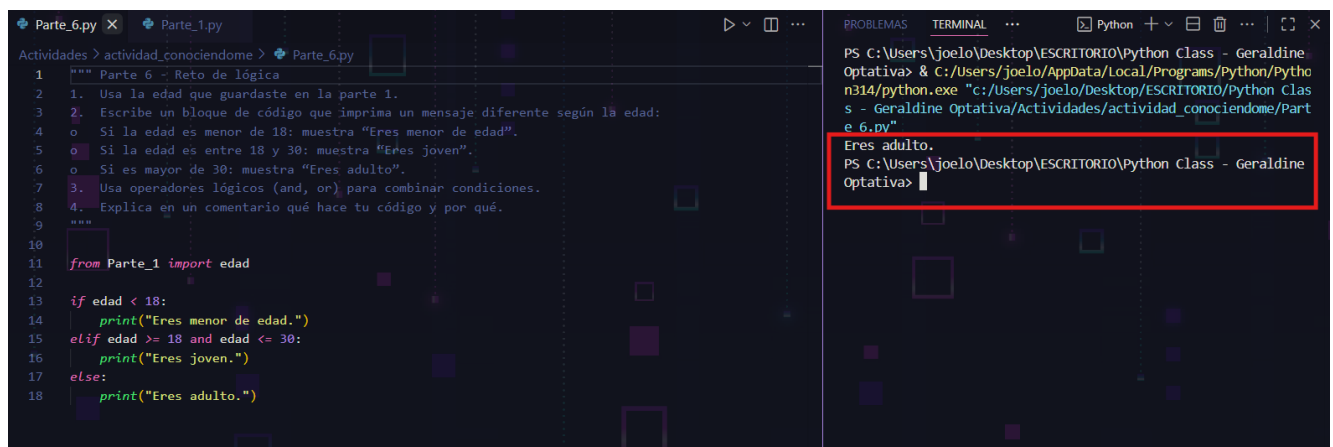 Parte_6.py
Parte_1.py
Actividades > actividad_conociendome > Parte_6.py
1 """ Parte 6 - Reto de lógica
2 1. Usa la edad que guardaste en la parte 1.
3 2. Escribe un bloque de código que imprima un mensaje diferente según la edad:
4 o Si la edad es menor de 18: muestra “Eres menor de edad”.
5 o Si la edad es entre 18 y 30: muestra “Eres joven”.
6 o Si es mayor de 30: muestra “Eres adulto”.
7 3. Usa operadores lógicos (and, or) para combinar condiciones.
8 4. Explica en un comentario qué hace tu código y por qué.
9 """
10
11 from Parte_1 import edad
12
13 if edad < 18:
14 print("Eres menor de edad.")
15 elif edad >= 18 and edad <= 30:
16 print("Eres joven.")
17 else:
18 print("Eres adulto.")
PROBLEMAS TERMINAL ··· Python
PS C:\Users\joelo\Desktop\ESCRITORIO\Python Class - Geraldine
Optativa> & C:/Users/joelo/AppData/Local/Programs/Python/Pytho
n314/python.exe "c:/Users/joelo/Desktop/ESCRITORIO/Python Clas
s - Geraldine Optativa/Actividades/actividad_conociendome/Part
e_6.py"
Eres adulto.
PS C:\Users\joelo\Desktop\ESCRITORIO\Python Class - Geraldine
Optativa>